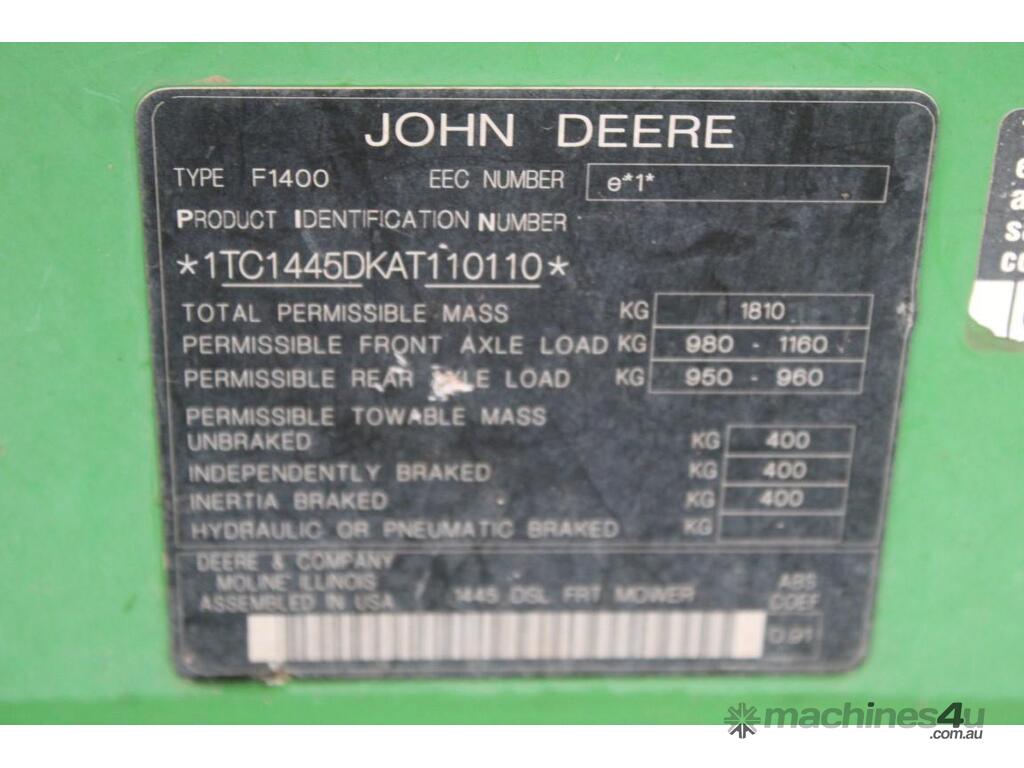 JOHN DEERE
TYPE F1400 EEC NUMBER e*1*
PRODUCT IDENTIFICATION NUMBER
*1TC1445DKAT110110*
TOTAL PERMISSIBLE MASS KG 1810
PERMISSIBLE FRONT AXLE LOAD KG 980 - 1160
PERMISSIBLE REAR AXLE LOAD KG 950 - 960
PERMISSIBLE TOWABLE MASS
UNBRAKED KG 400
INDEPENDENTLY BRAKED KG 400
INERTIA BRAKED KG 400
HYDRAULIC OR PNEUMATIC BRAKED KG -
DEERE & COMPANY
MOLINE ILLINOIS
ASSEMBLED IN USA 1445 DSL FRT MOWER
ABS
COEF
0.91
machines4u
.com.au